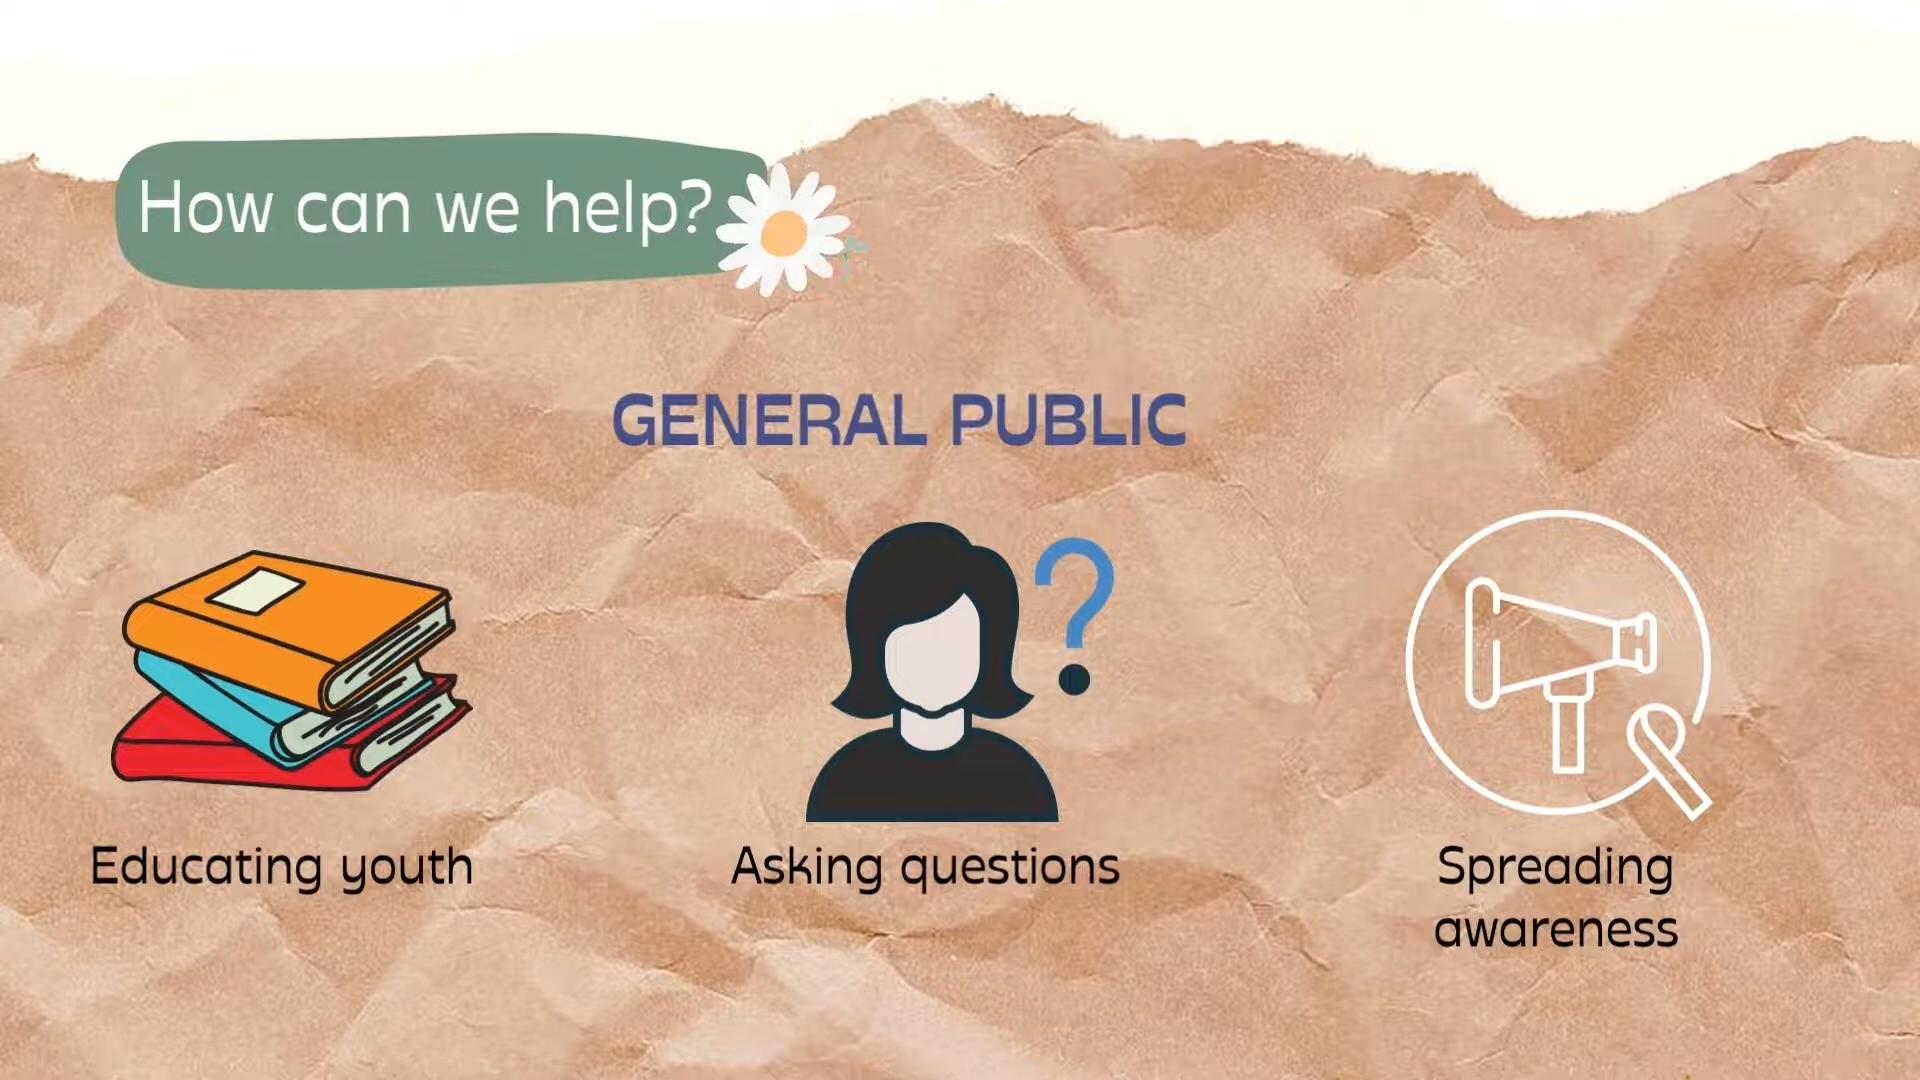 How can we help?
GENERAL PUBLIC
Educating youth
Asking questions
Spreading
awareness